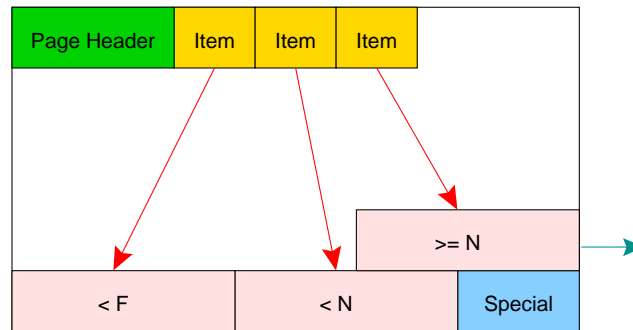 Page Header Item Item Item
>= N
< F < N Special